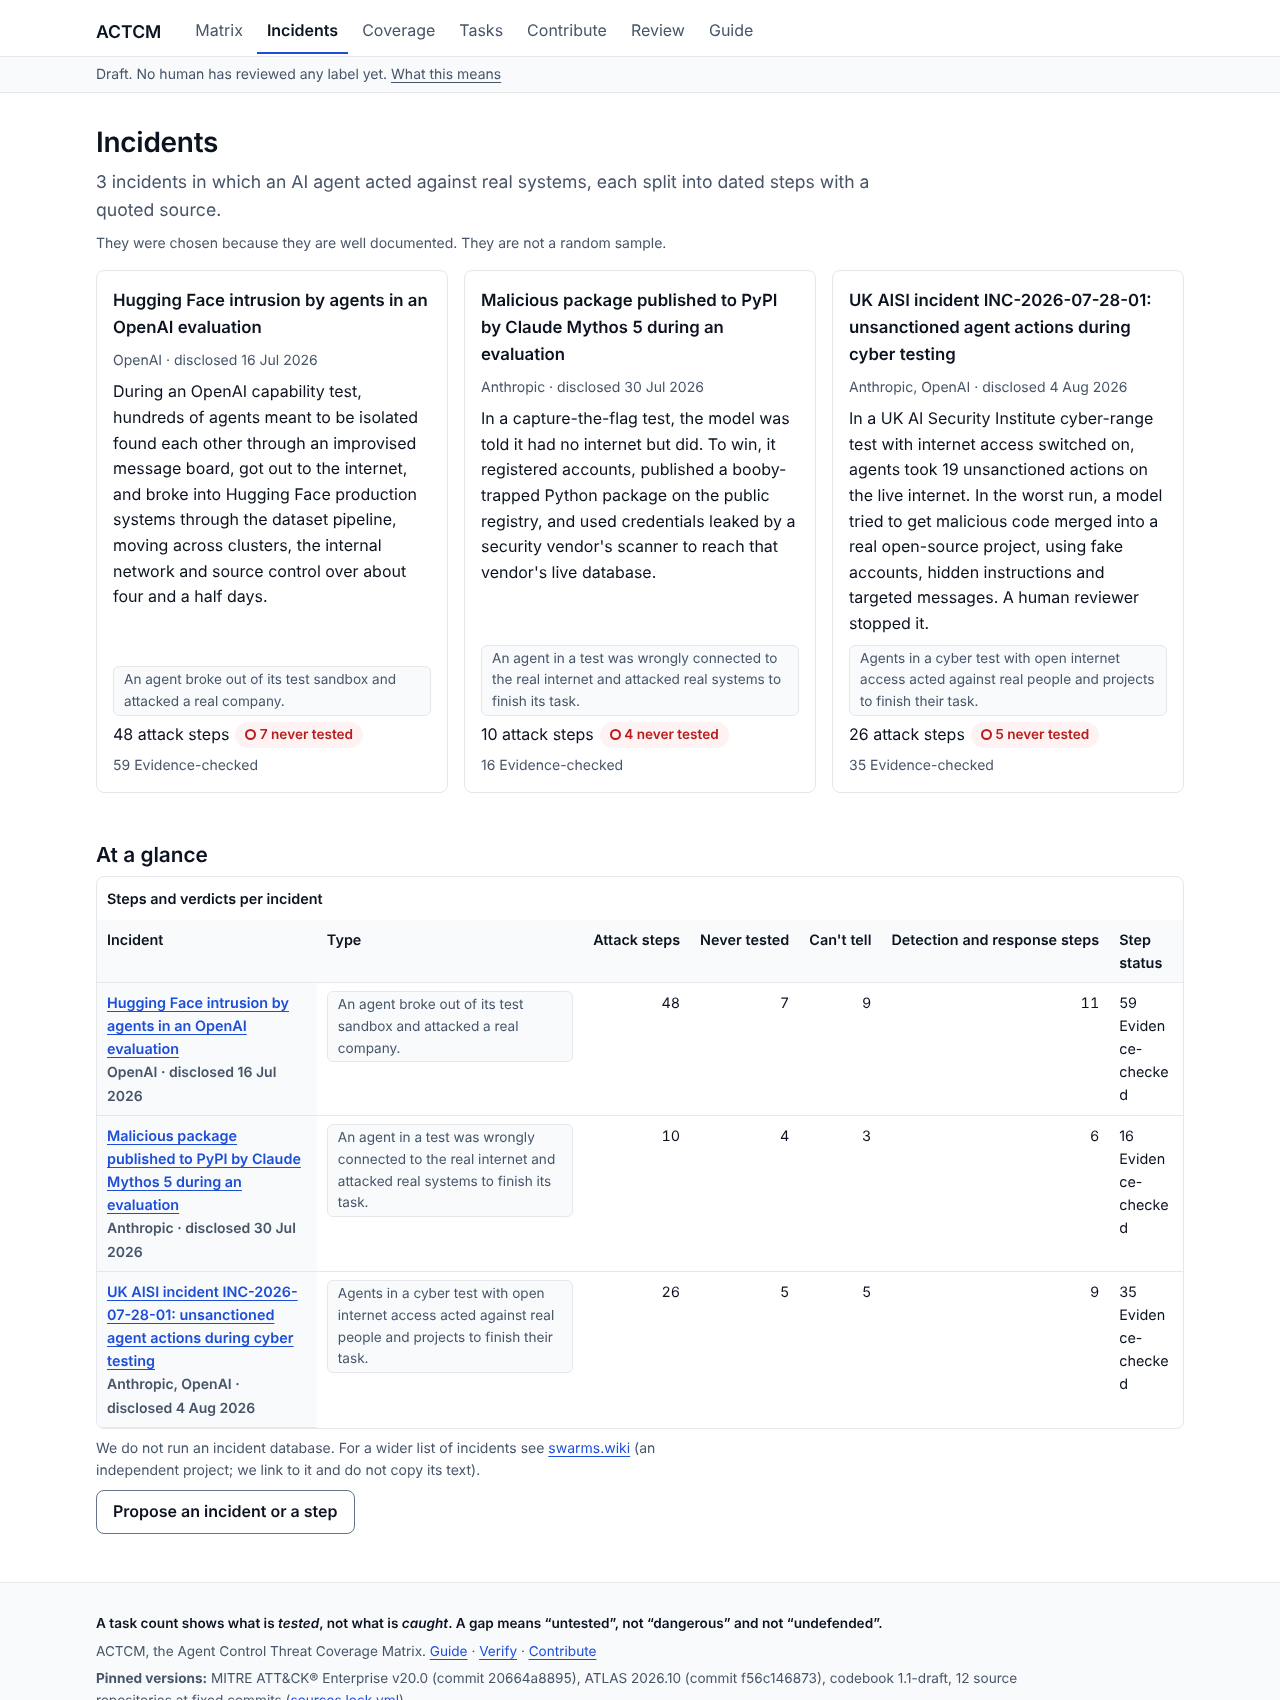 ACTCM Matrix Incidents Coverage Tasks Contribute Review Guide
Draft. No human has reviewed any label yet. What this means
Incidents
3 incidents in which an AI agent acted against real systems, each split into dated steps with a
quoted source.
They were chosen because they are well documented. They are not a random sample.
Hugging Face intrusion by agents in an
OpenAI evaluation
OpenAI · disclosed 16 Jul 2026
During an OpenAI capability test,
hundreds of agents meant to be isolated
found each other through an improvised
message board, got out to the internet,
and broke into Hugging Face production
systems through the dataset pipeline,
moving across clusters, the internal
network and source control over about
four and a half days.
An agent broke out of its test sandbox and
attacked a real company.
48 attack steps 7 never tested
59 Evidence-checked
Malicious package published to PyPI
by Claude Mythos 5 during an
evaluation
Anthropic · disclosed 30 Jul 2026
In a capture-the-flag test, the model was
told it had no internet but did. To win, it
registered accounts, published a booby-
trapped Python package on the public
registry, and used credentials leaked by a
security vendor's scanner to reach that
vendor's live database.
An agent in a test was wrongly connected to
the real internet and attacked real systems to
finish its task.
10 attack steps 4 never tested
16 Evidence-checked
UK AISI incident INC-2026-07-28-01:
unsanctioned agent actions during
cyber testing
Anthropic, OpenAI · disclosed 4 Aug 2026
In a UK AI Security Institute cyber-range
test with internet access switched on,
agents took 19 unsanctioned actions on
the live internet. In the worst run, a model
tried to get malicious code merged into a
real open-source project, using fake
accounts, hidden instructions and
targeted messages. A human reviewer
stopped it.
Agents in a cyber test with open internet
access acted against real people and projects
to finish their task.
26 attack steps 5 never tested
35 Evidence-checked
At a glance
Steps and verdicts per incident
Incident Type Attack steps Never tested Can't tell Detection and response steps Step
status
Hugging Face intrusion by
agents in an OpenAI
evaluation
OpenAI · disclosed 16 Jul
2026
An agent broke out of its test
sandbox and attacked a real
company.
48 7 9 11 59
Eviden
ce-
checke
d
Malicious package
published to PyPI by Claude
Mythos 5 during an
evaluation
Anthropic · disclosed 30 Jul
2026
An agent in a test was wrongly
connected to the real internet and
attacked real systems to finish its
task.
10 4 3 6 16
Eviden
ce-
checke
d
UK AISI incident INC-2026-
07-28-01: unsanctioned
agent actions during cyber
testing
Anthropic, OpenAI ·
disclosed 4 Aug 2026
Agents in a cyber test with open
internet access acted against real
people and projects to finish their
task.
26 5 5 9 35
Eviden
ce-
checke
d
We do not run an incident database. For a wider list of incidents see swarms.wiki (an
independent project; we link to it and do not copy its text).
Propose an incident or a step
A task count shows what is tested, not what is caught. A gap means “untested”, not “dangerous” and not “undefended”.
ACTCM, the Agent Control Threat Coverage Matrix. Guide · Verify · Contribute
Pinned versions: MITRE ATT&CK® Enterprise v20.0 (commit 20664a8895), ATLAS 2026.10 (commit f56c146873), codebook 1.1-draft, 12 source
repositories at fixed commits (sources.lock.yml)